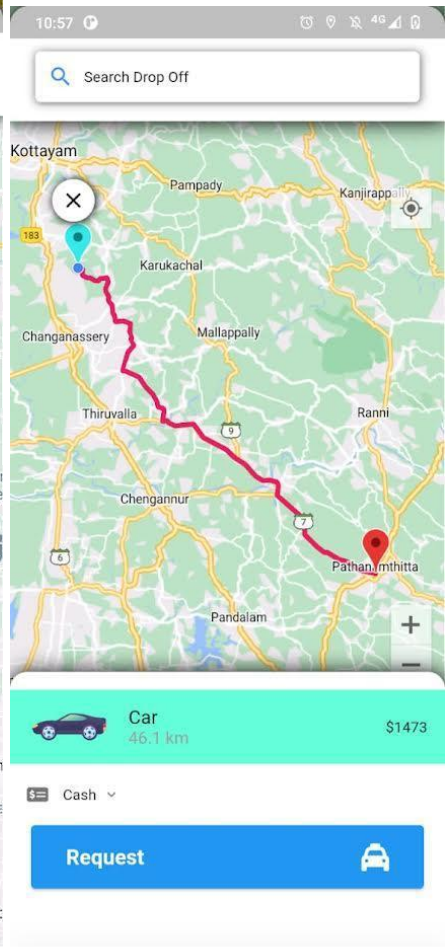 10:57
4G
Search Drop Off
Kottayam
Pampady
Kanjirappally
183
Karukachal
Changanassery
Mallappally
Thiruvalla
Ranni
9
Chengannur
7
6
Pathanamthitta
Pandalam
+
−
Car
46.1 km
$1473
Cash
Request